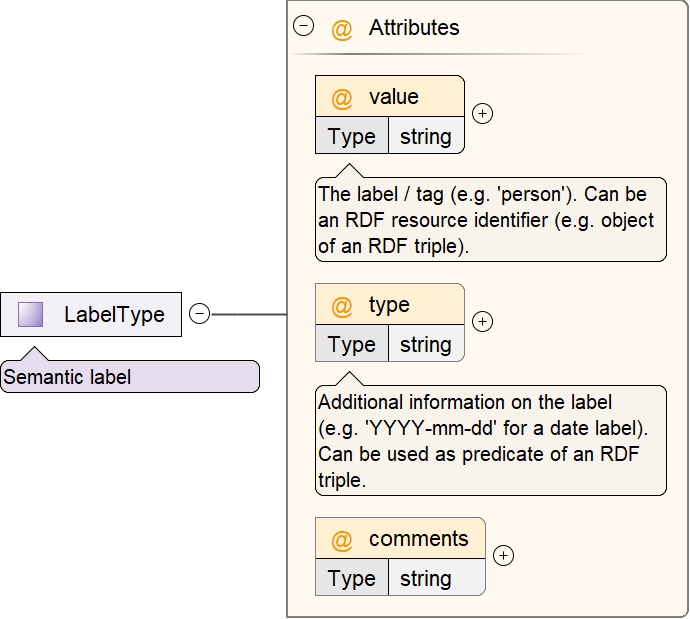 @ Attributes
@ value
Type string
The label / tag (e.g. 'person'). Can be
an RDF resource identifier (e.g. object
of an RDF triple).
LabelType
Semantic label
@ type
Type string
Additional information on the label
(e.g. 'YYYY-mm-dd' for a date label).
Can be used as predicate of an RDF
triple.
@ comments
Type string